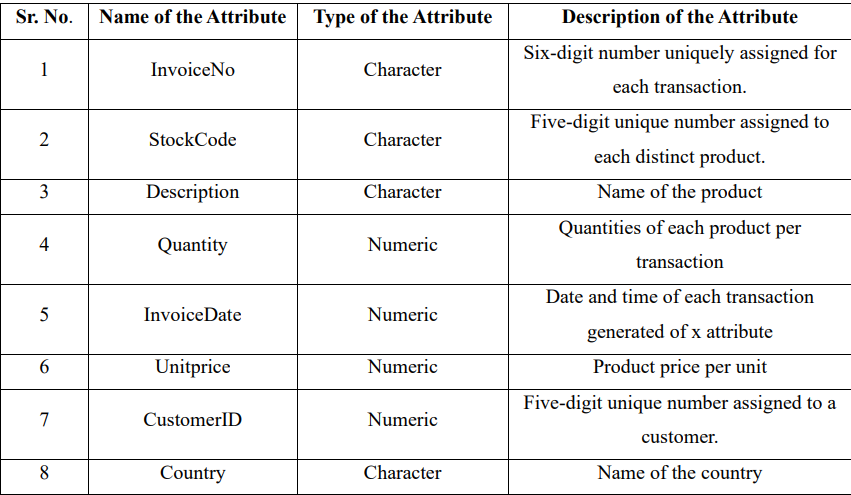 Sr. No. Name of the Attribute Type of the Attribute Description of the Attribute
1 InvoiceNo Character Six-digit number uniquely assigned for
each transaction.
2 StockCode Character Five-digit unique number assigned to
each distinct product.
3 Description Character Name of the product
4 Quantity Numeric Quantities of each product per
transaction
5 InvoiceDate Numeric Date and time of each transaction
generated of x attribute
6 Unitprice Numeric Product price per unit
7 CustomerID Numeric Five-digit unique number assigned to a
customer.
8 Country Character Name of the country